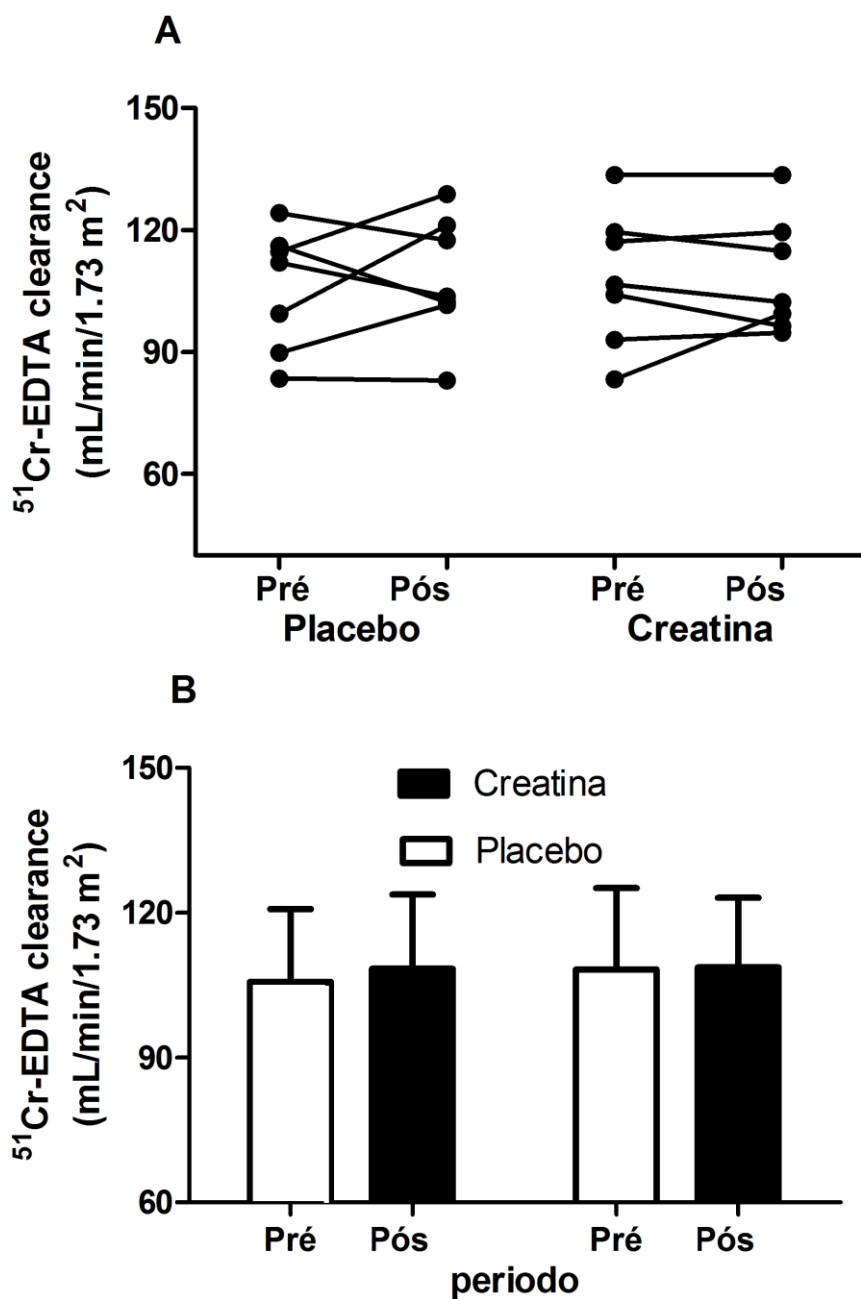 A
150
120
90
60
⁵¹Cr-EDTA clearance
(mL/min/1.73 m²)
Pré Pós Pré Pós
Placebo Creatina
B
150
120
90
60
⁵¹Cr-EDTA clearance
(mL/min/1.73 m²)
Creatina
Placebo
Pré Pós Pré Pós
periodo